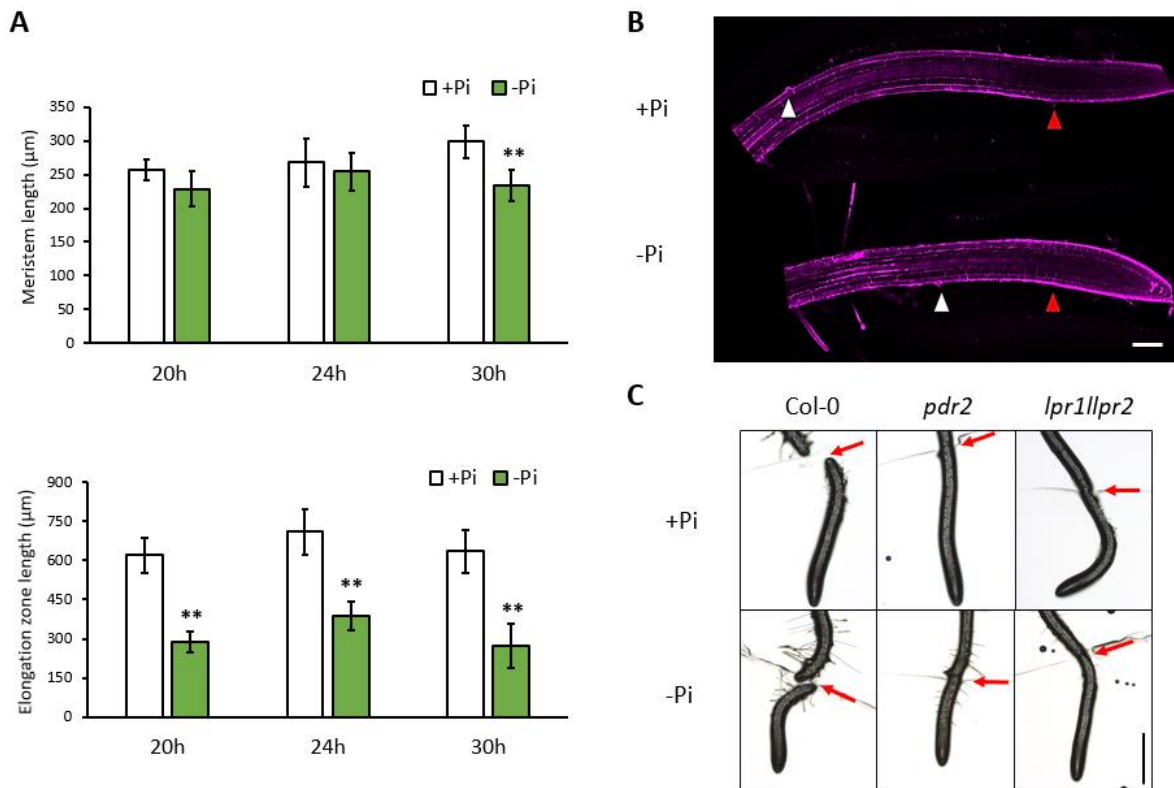 A
+Pi -Pi
Meristem length (µm)
350
300
250
200
150
100
50
0
**
20h 24h 30h
+Pi -Pi
Elongation zone length (µm)
900
750
600
450
300
150
0
** ** **
20h 24h 30h
B
+Pi
-Pi
C
Col-0 pdr2 lpr1llpr2
+Pi
-Pi